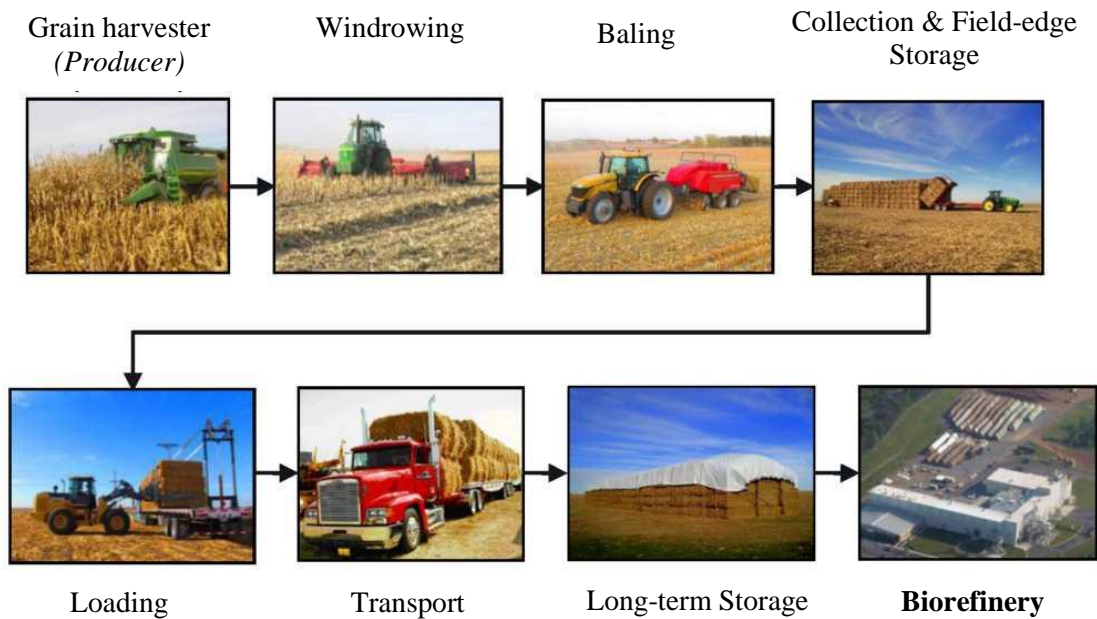 Grain harvester
(Producer)
Windrowing
Baling
Collection & Field-edge
Storage
Loading
Transport
Long-term Storage
Biorefinery